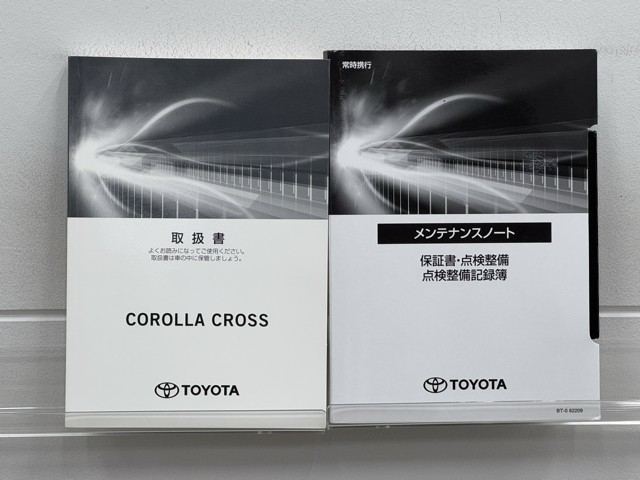 取扱書
よくお読みになってご使用ください。
取扱書は車の中に保管しましょう。
COROLLA CROSS
TOYOTA
常時携行
メンテナンスノート
保証書・点検整備
点検整備記録簿
TOYOTA
BT-0 62209